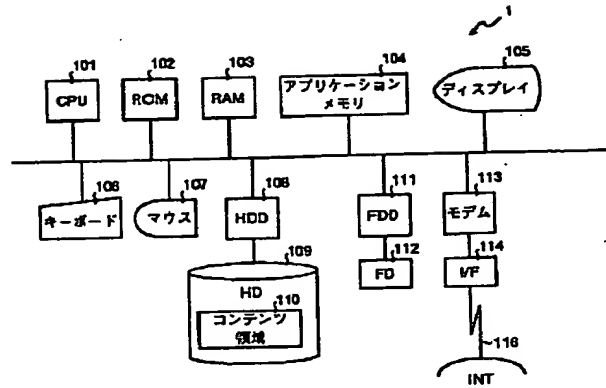 1
101
102
103
104
105
CPU
ROM
RAM
アプリケーション
メモリ
ディスプレイ
106
107
108
111
113
キーボード
マウス
HDD
FDD
モデム
109
112
114
HD
FD
I/F
110
コンテンツ
領域
116
INT